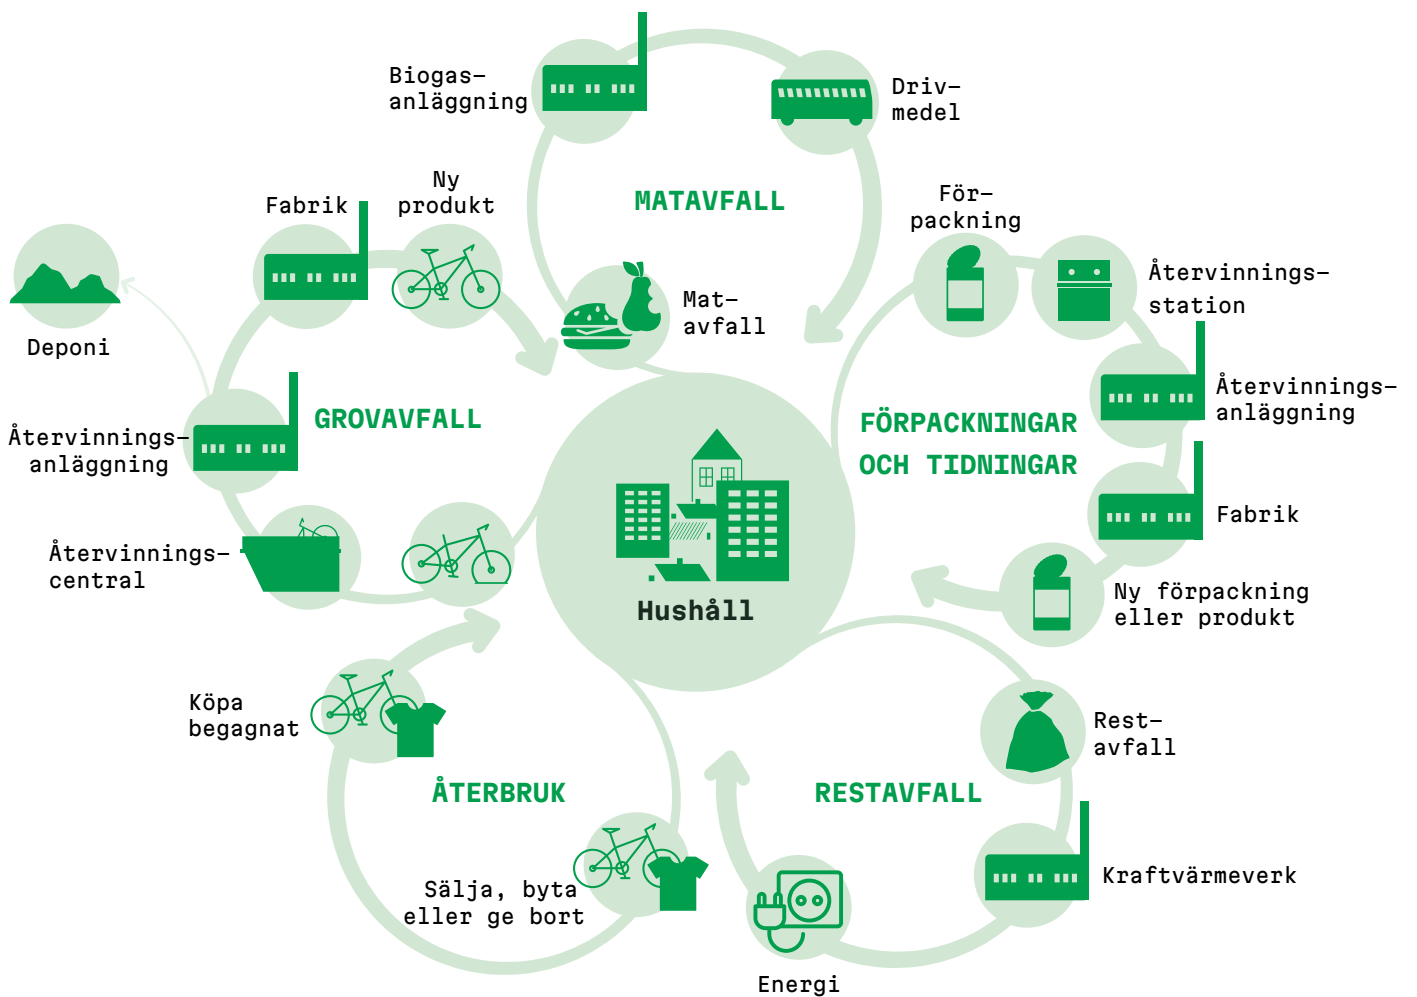 Biogas–
anläggning
Driv–
medel
MATAVFALL
Mat–
avfall
Ny
produkt
Fabrik
Deponi
GROVAVFALL
Återvinnings–
anläggning
Återvinnings–
central
För–
packning
Återvinnings–
station
Återvinnings–
anläggning
FÖRPACKNINGAR
OCH TIDNINGAR
Fabrik
Ny förpackning
eller produkt
Hushåll
Köpa
begagnat
ÅTERBRUK
Sälja, byta
eller ge bort
Rest–
avfall
RESTAVFALL
Kraftvärmeverk
Energi